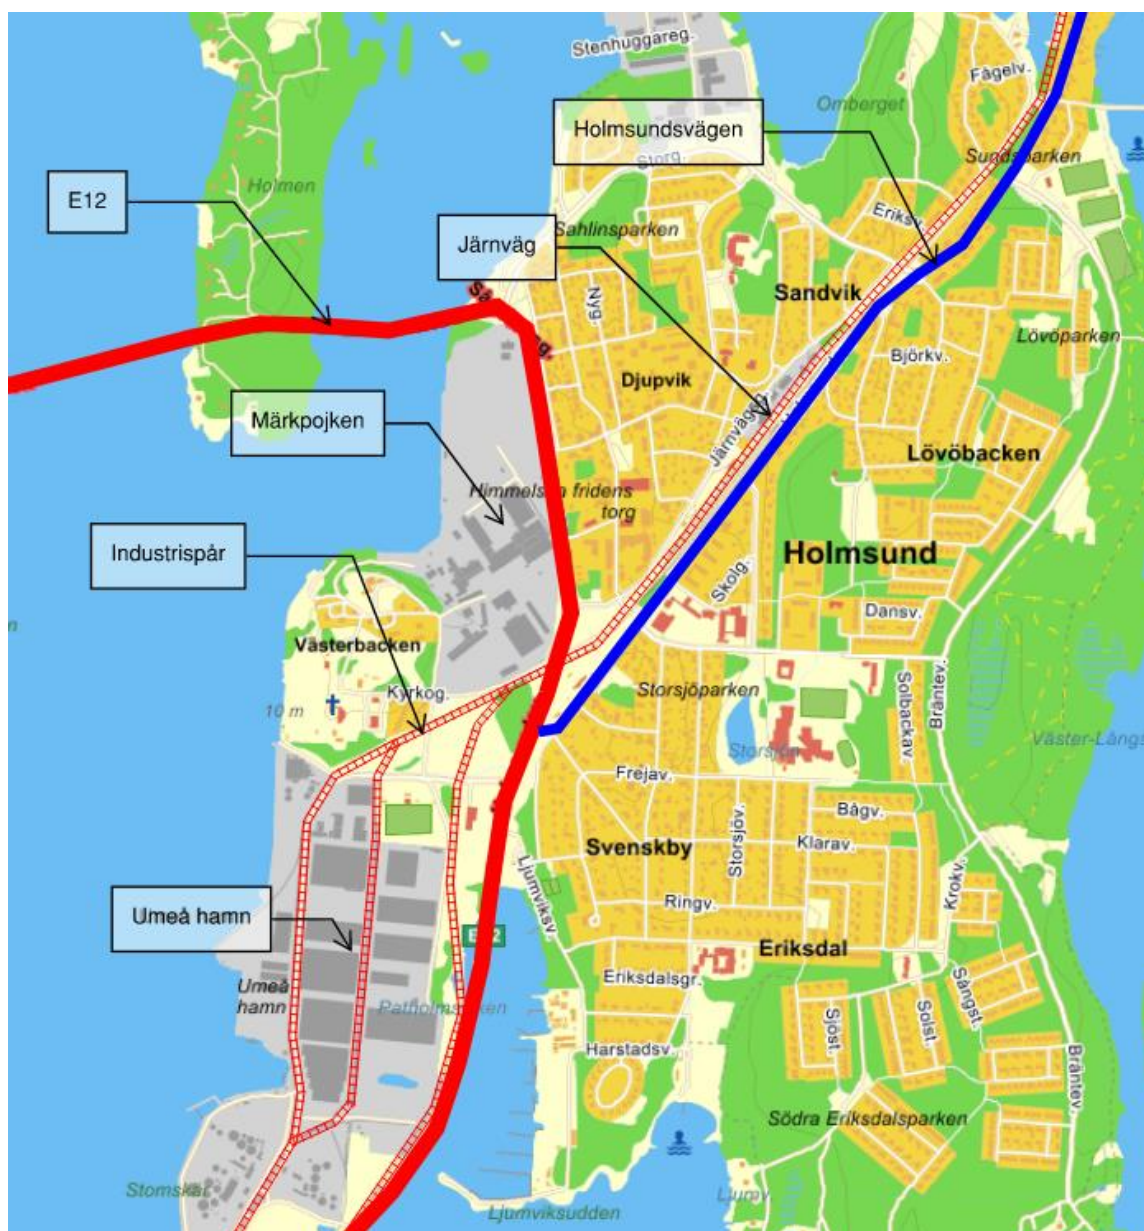 Stenhuggareg.
Fågelv.
Omberget
Holmsundsvägen
Storg.
Sundsparken
Holmen
E12
Eriksv.
Sahlinsparken
Järnväg
Sandvik
Nyg.
Lövöparken
Björkv.
Djupvik
Märkpojken
Järnvägen
Lövöbacken
Himmelska fridens
torg
Industrispår
Holmsund
Skolg.
Dansv.
Västerbacken
Kyrkog.
Storsjöparken
Solbackav.
Bräntev.
10 m
Storsjön
Väster-Långs
Frejav.
Bågv.
Storsjöv.
Klarav.
Svenskby
Ljumviksv.
Krokv.
Ringv.
Umeå hamn
Eriksdal
Umeå
hamn
Eriksdalsgr.
Sångst.
Patholmsviken
Sjöst.
Solst.
Harstadsv.
Bräntev.
Södra Eriksdalsparken
Stomskär
Ljumv.
Ljumviksudden